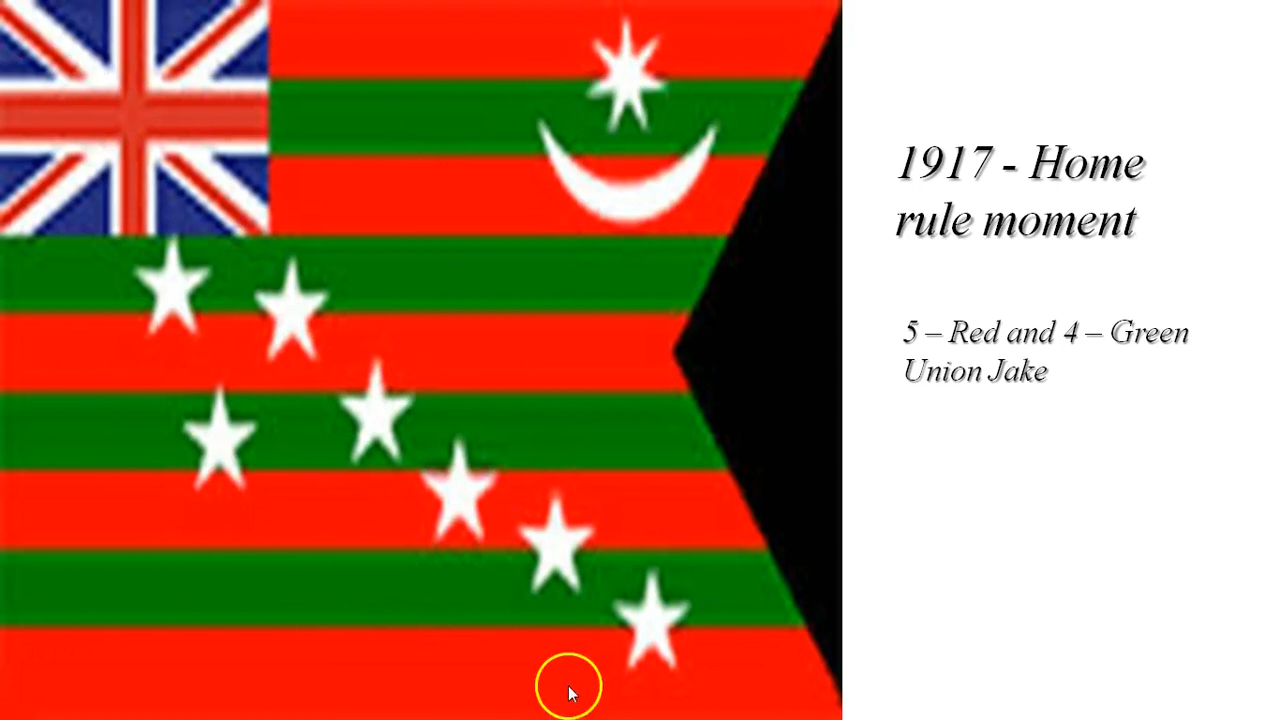 1917 - Home
rule moment
5 – Red and 4 – Green
Union Jake